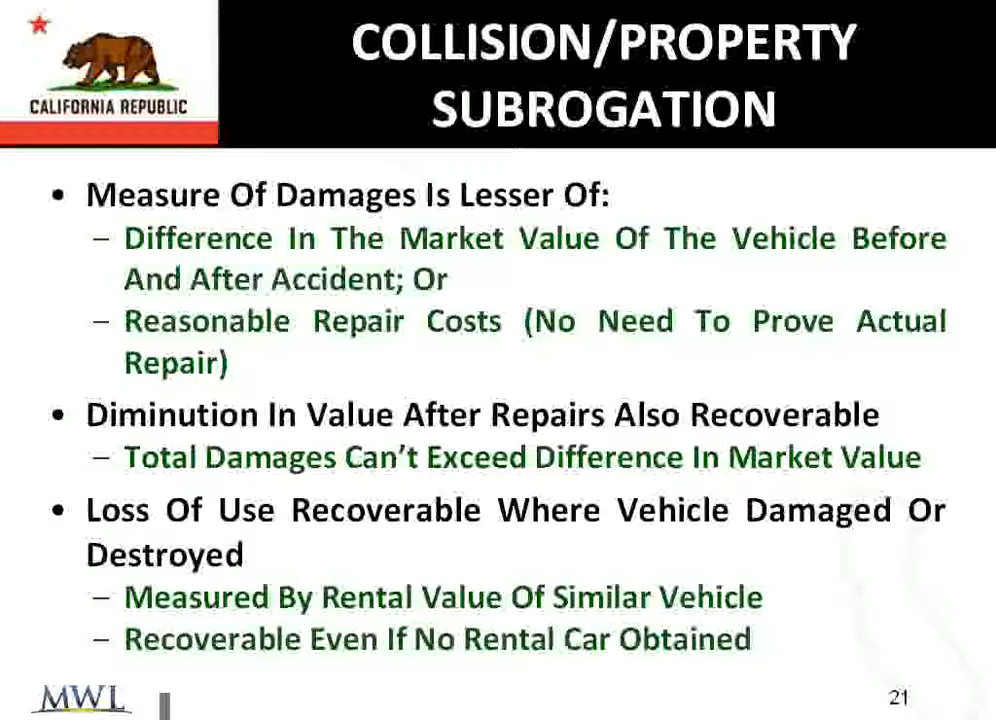 CALIFORNIA REPUBLIC
COLLISION/PROPERTY
SUBROGATION
• Measure Of Damages Is Lesser Of:
– Difference In The Market Value Of The Vehicle Before
And After Accident; Or
– Reasonable Repair Costs (No Need To Prove Actual
Repair)
• Diminution In Value After Repairs Also Recoverable
– Total Damages Can't Exceed Difference In Market Value
• Loss Of Use Recoverable Where Vehicle Damaged Or
Destroyed
– Measured By Rental Value Of Similar Vehicle
– Recoverable Even If No Rental Car Obtained
MWL
21